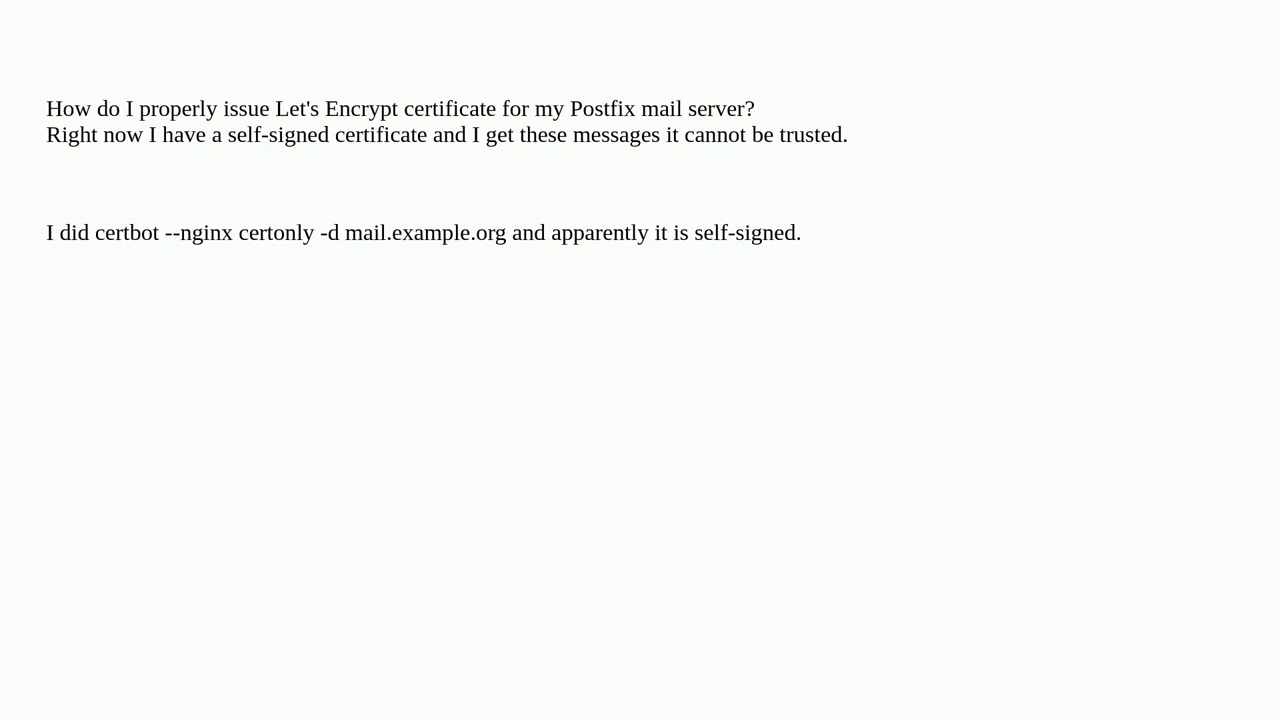 How do I properly issue Let's Encrypt certificate for my Postfix mail server?
Right now I have a self-signed certificate and I get these messages it cannot be trusted.
I did certbot --nginx certonly -d mail.example.org and apparently it is self-signed.